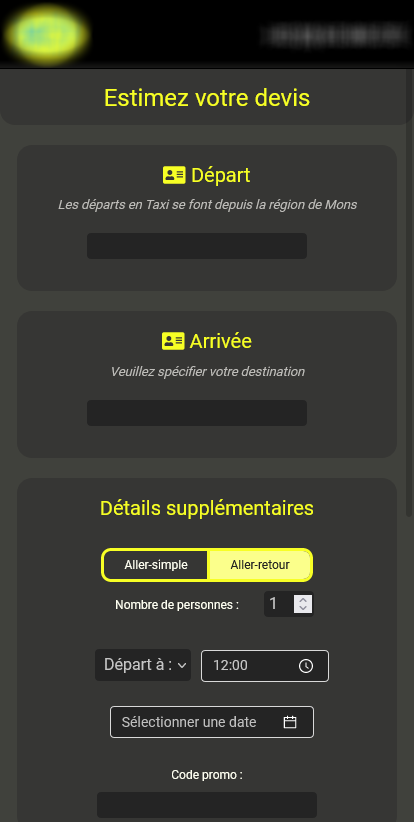 Estimez votre devis
Départ
Les départs en Taxi se font depuis la région de Mons
Arrivée
Veuillez spécifier votre destination
Détails supplémentaires
Aller-simple Aller-retour
Nombre de personnes : 1
Départ à : 12:00
Sélectionner une date
Code promo :